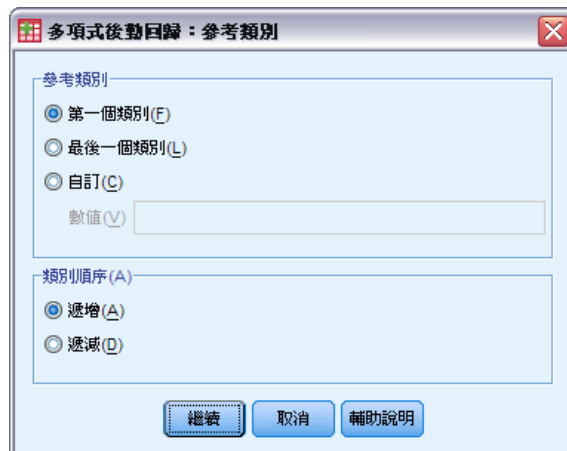 多項式後動回歸：參考類別
參考類別
第一個類別(F)
最後一個類別(L)
自訂(C)
數值(V)
類別順序(A)
遞增(A)
遞減(D)
繼續
取消
輔助說明